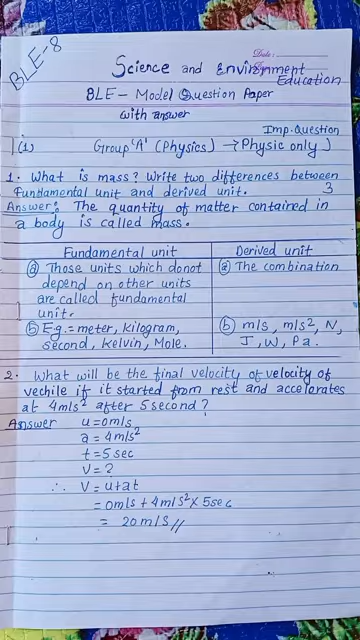 BLE-8
Date:
Science and Environment
Education
BLE - Model Question Paper
with answer
Imp. Question
(1) Group 'A' (Physics) → Physic only)
1. What is mass? Write two differences between
Fundamental unit and derived unit. 3
Answer: The quantity of matter contained in
a body is called mass.
Fundamental unit Derived unit
(a) Those units which donot (a) The combination
depend on other units
are called fundamental
unit.
(b) E.g. = meter, kilogram, (b) m/s, m/s², N,
second, kelvin, Mole. J, W, Pa.
2. What will be the final velocity of velocity of
vechile if it started from rest and accelerates
at 4m/s² after 5 second?
Answer u = 0m/s
a = 4m/s²
t = 5 sec
v = ?
∴ V = u+at
= 0m/s + 4m/s² × 5sec
= 20 m/s //